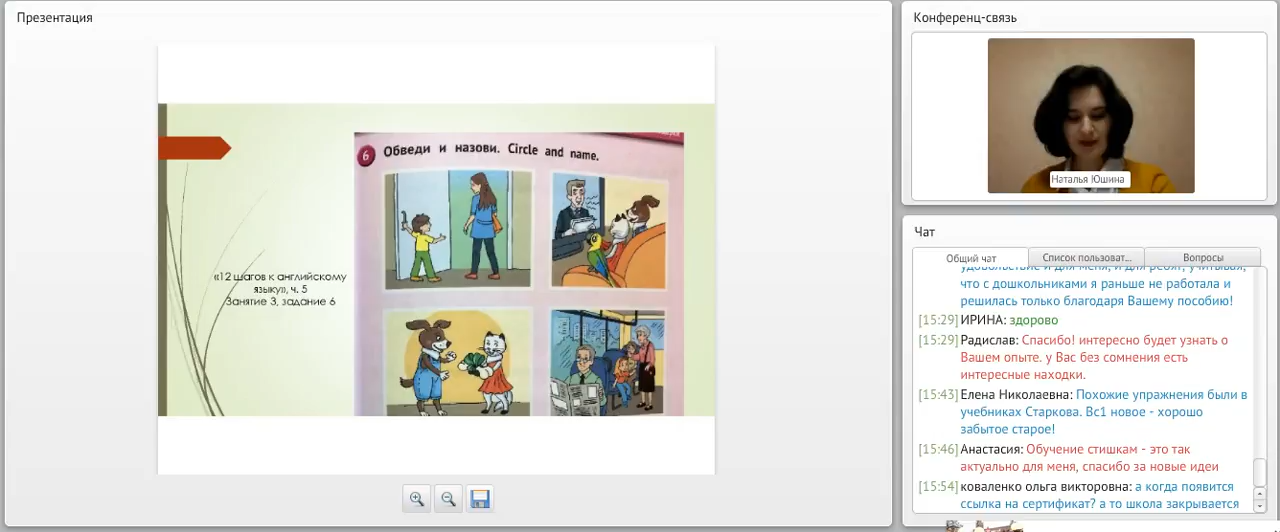 Презентация
6 Обведи и назови. Circle and name.
«12 шагов к английскому
языку», ч. 5
Занятие 3, задание 6
Конференц-связь
Наталья Юшина
Чат
Общий чат
Список пользоват...
Вопросы
удовольствие и для меня, и для ребят, учитывая,
что с дошкольниками я раньше не работала и
решилась только благодаря Вашему пособию!
[15:29] ИРИНА: здорово
[15:29] Радислав: Спасибо! интересно будет узнать о
Вашем опыте. у Вас без сомнения есть
интересные находки.
[15:43] Елена Николаевна: Похожие упражнения были в
учебниках Старкова. Вс1 новое - хорошо
забытое старое!
[15:46] Анастасия: Обучение стишкам - это так
актуально для меня, спасибо за новые идеи
[15:54] коваленко ольга викторовна: а когда появится
ссылка на сертификат? а то школа закрывается